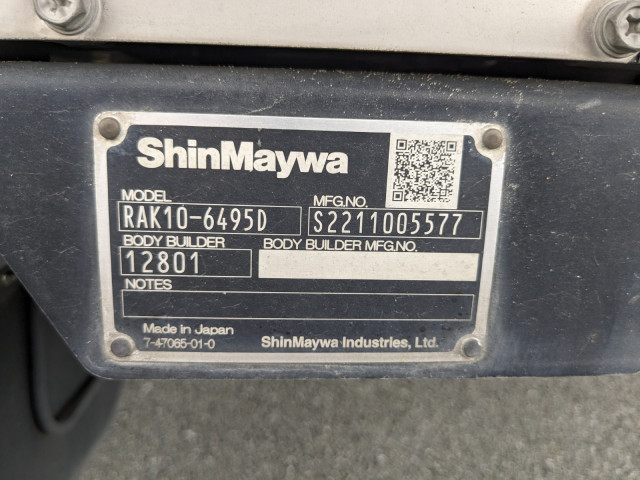 ShinMaywa
MODEL MFG.NO.
RAK10-6495D S2211005577
BODY BUILDER BODY BUILDER MFG.NO.
12801
NOTES
Made in Japan
7-47065-01-0 ShinMaywa Industries, Ltd.